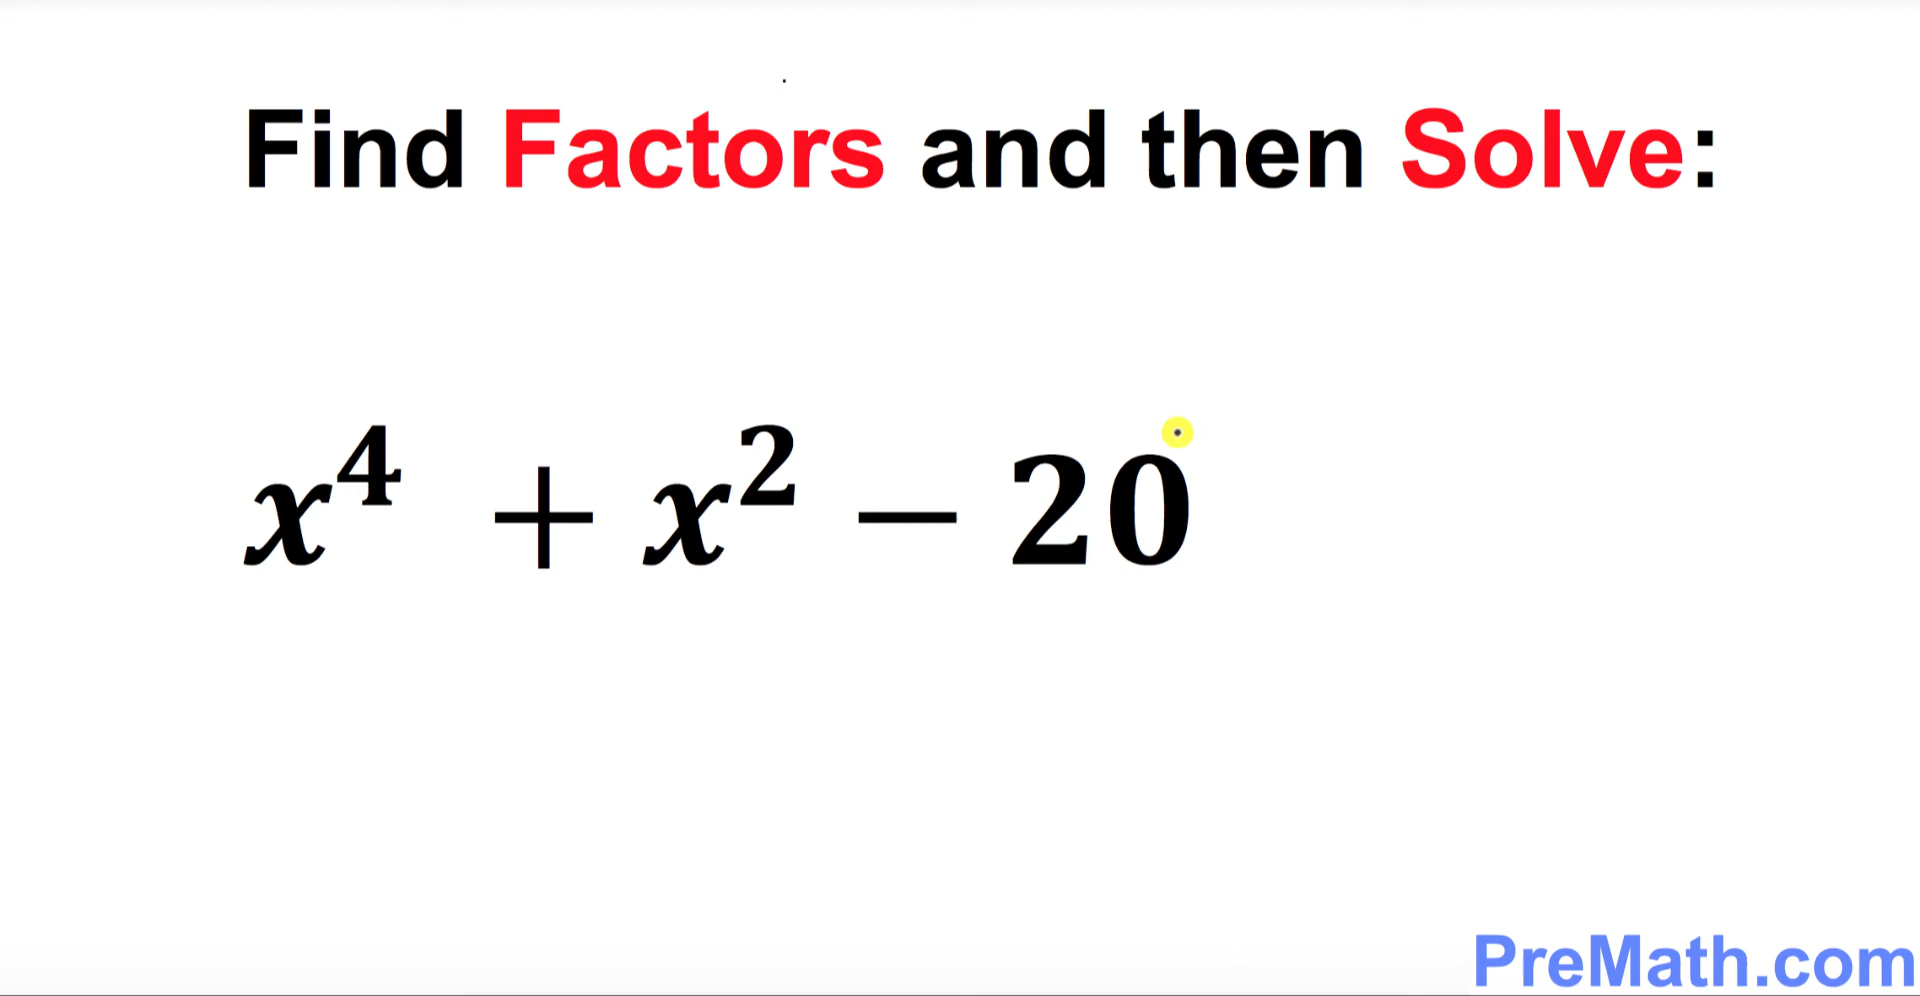 Find Factors and then Solve:
x⁴ + x² − 20
PreMath.com